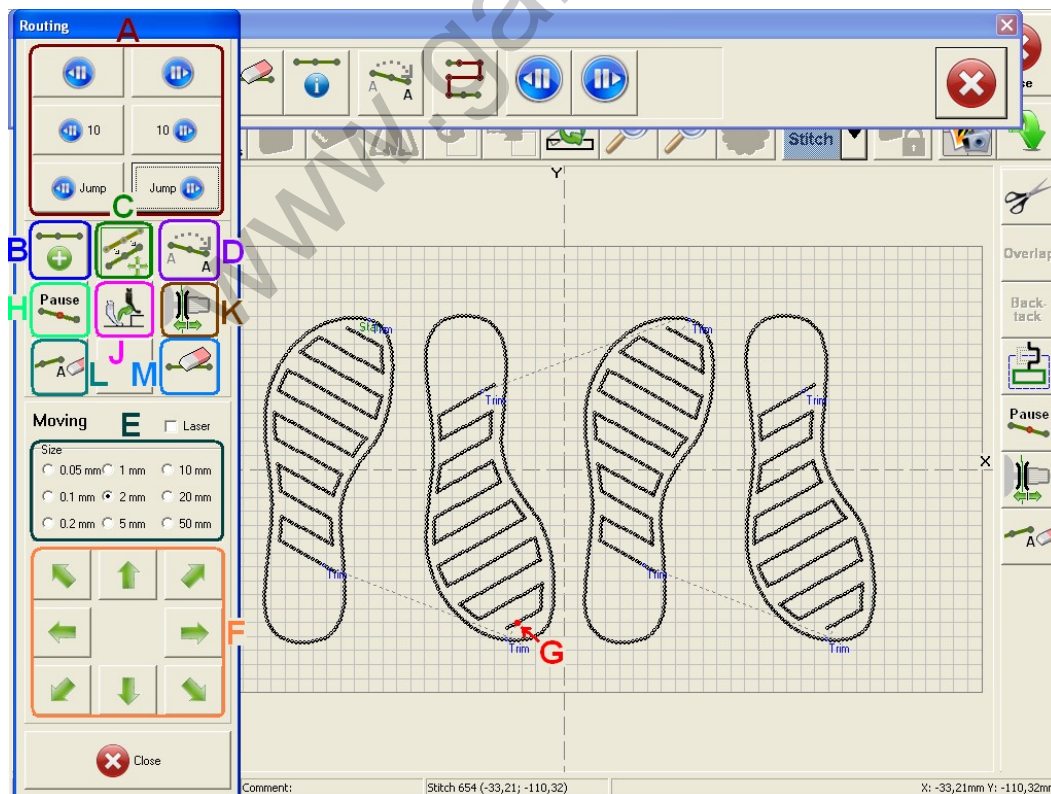 Routing
A
10
10
Jump
Jump
C
B
D
Pause
H
K
J
A
L
M
Moving
E
Laser
Size
0.05 mm
1 mm
10 mm
0.1 mm
2 mm
20 mm
0.2 mm
5 mm
50 mm
F
Close
A
A
A
A
Stitch
Y
X
Trim
Trim
Trim
Trim
Trim
Trim
Trim
Trim
G
Overlap
Back-
tack
Pause
A
Comment:
Stitch 654 (-33,21; -110,32)
X: -33,21mm Y: -110,32mm
www.ga